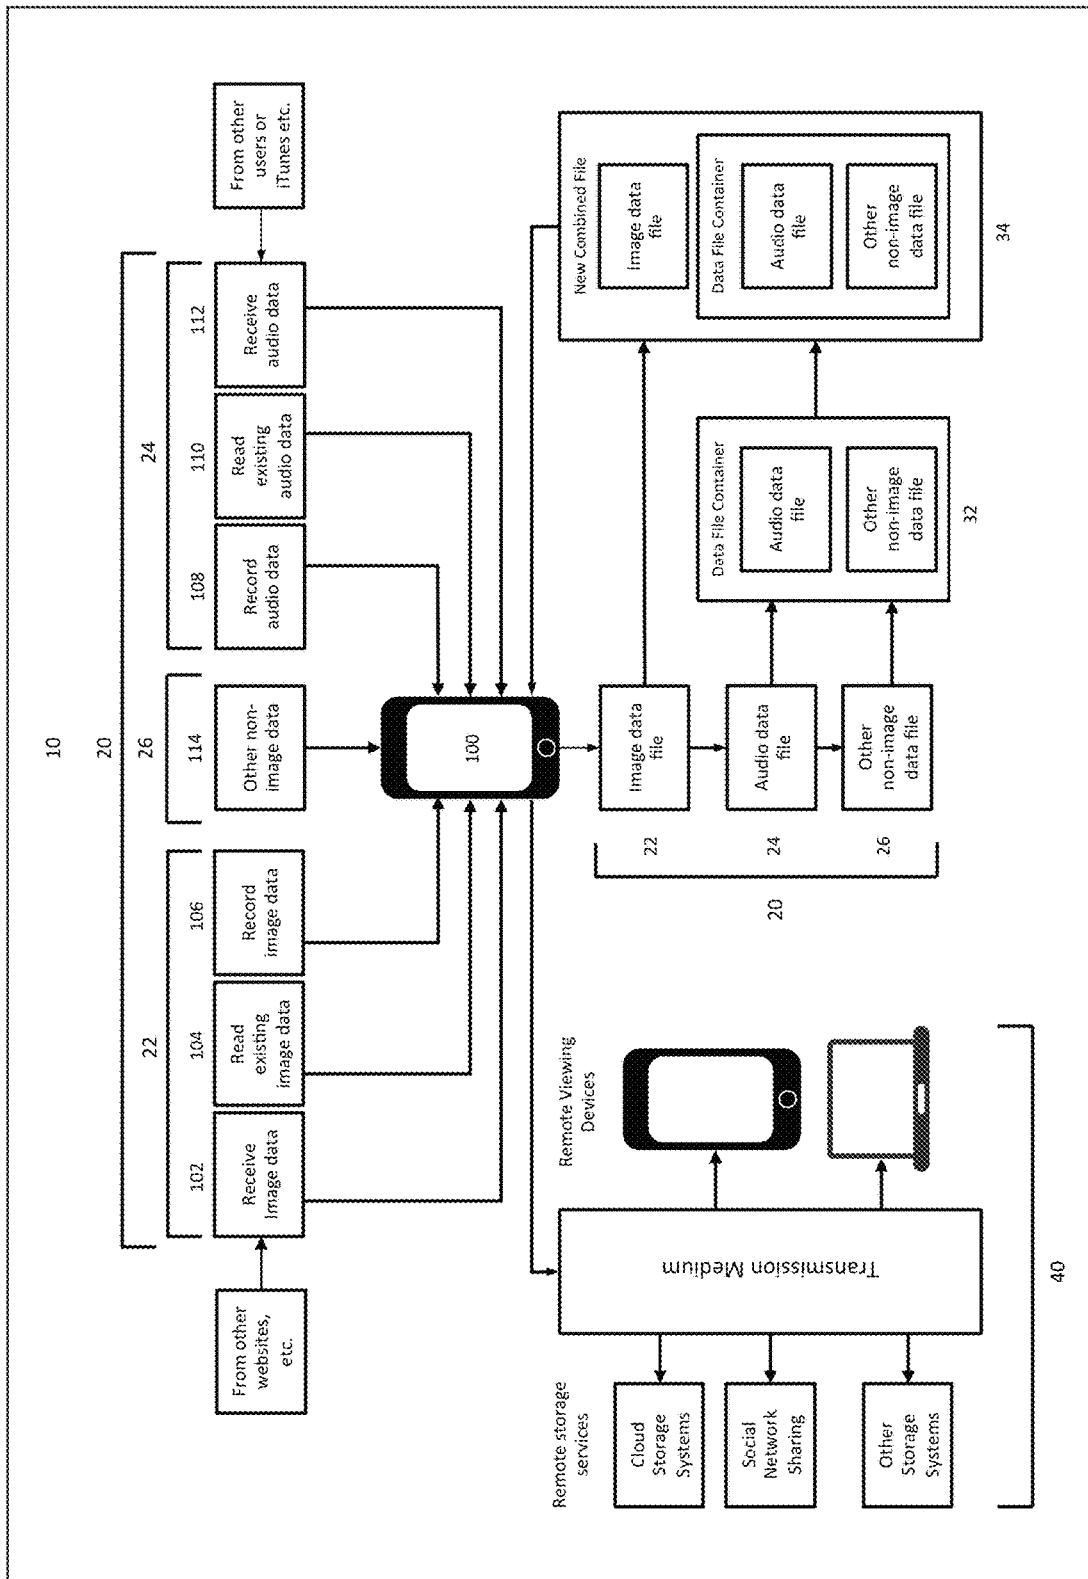 10
20
22
26
24
102
104
106
114
108
110
112
From other
websites,
etc.
Receive
Image data
Read
existing
image data
Record
image data
Other non-
image data
Record
audio data
Read
existing
audio data
Receive
audio data
From other
users or
iTunes etc.
100
Remote storage
services
Cloud
Storage
Systems
Social
Network
Sharing
Other
Storage
Systems
Transmission Medium
Remote Viewing
Devices
40
20
22
24
26
Image data
file
Audio data
file
Other
non-image
data file
Data File Container
Audio data
file
Other
non-image
data file
32
New Combined File
Image data
file
Data File Container
Audio data
file
Other
non-image
data file
34